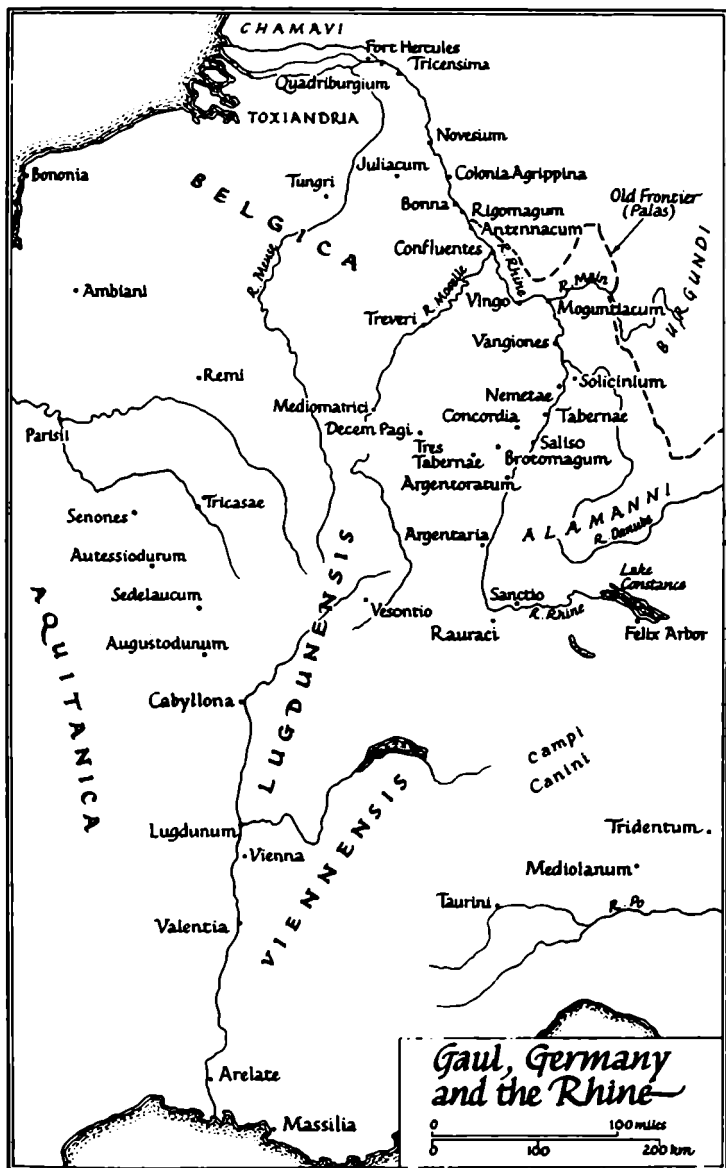 CHAMAVI
Fort Hercules
Tricensima
Quadriburgium
TOXIANDRIA
Novesium
Bononia
Juliacum
Colonia Agrippina
Tungri
BELGICA
Bonna
Rigomagum
Antennacum
Old Frontier
(Palas)
Confluentes
R. Rhine
R. Meuse
R. Moselle
R. Main
BURGUNDI
Ambiani
Vingo
Moguntiacum
Treveri
Vangiones
Remi
Nemetae
Solicinium
Mediomatrici
Concordia
Tabernae
Parisii
Decem Pagi
Tres
Tabernae
Saliso
Brotomagum
Argentoratum
Senones
Tricasae
ALAMANNI
R. Danube
Argentaria
Autessiodurum
LUGDUNENSIS
Lake
Constance
Sedelaucum
Vesontio
Sanctio
R. Rhine
Rauraci
Felix Arbor
AQUITANICA
Augustodunum
Cabyllona
Campi
Canini
Lugdunum
Vienna
VIENNENSIS
Tridentum
Mediolanum
Taurini
R. Po
Valentia
Arelate
Massilia
Gaul, Germany
and the Rhine
0 100 miles
0 100 200 km